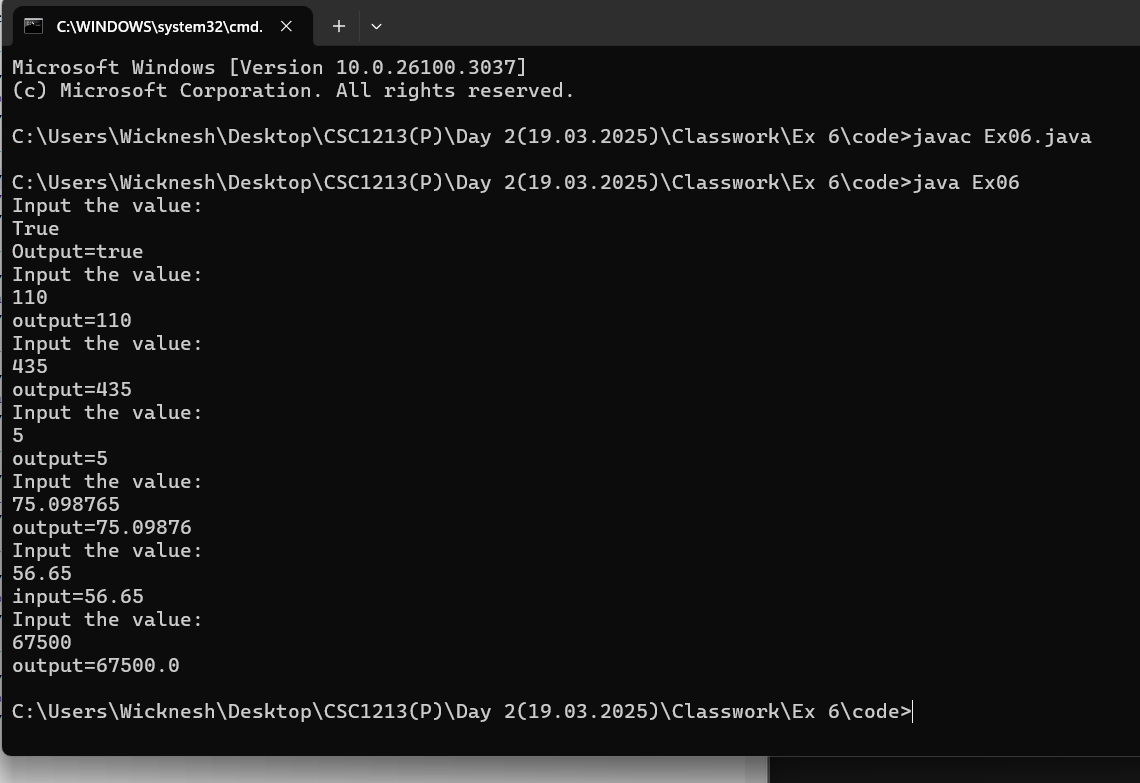 C:\WINDOWS\system32\cmd.
Microsoft Windows [Version 10.0.26100.3037]
(c) Microsoft Corporation. All rights reserved.
C:\Users\Wicknesh\Desktop\CSC1213(P)\Day 2(19.03.2025)\Classwork\Ex 6\code>javac Ex06.java
C:\Users\Wicknesh\Desktop\CSC1213(P)\Day 2(19.03.2025)\Classwork\Ex 6\code>java Ex06
Input the value:
True
Output=true
Input the value:
110
output=110
Input the value:
435
output=435
Input the value:
5
output=5
Input the value:
75.098765
output=75.09876
Input the value:
56.65
input=56.65
Input the value:
67500
output=67500.0
C:\Users\Wicknesh\Desktop\CSC1213(P)\Day 2(19.03.2025)\Classwork\Ex 6\code>